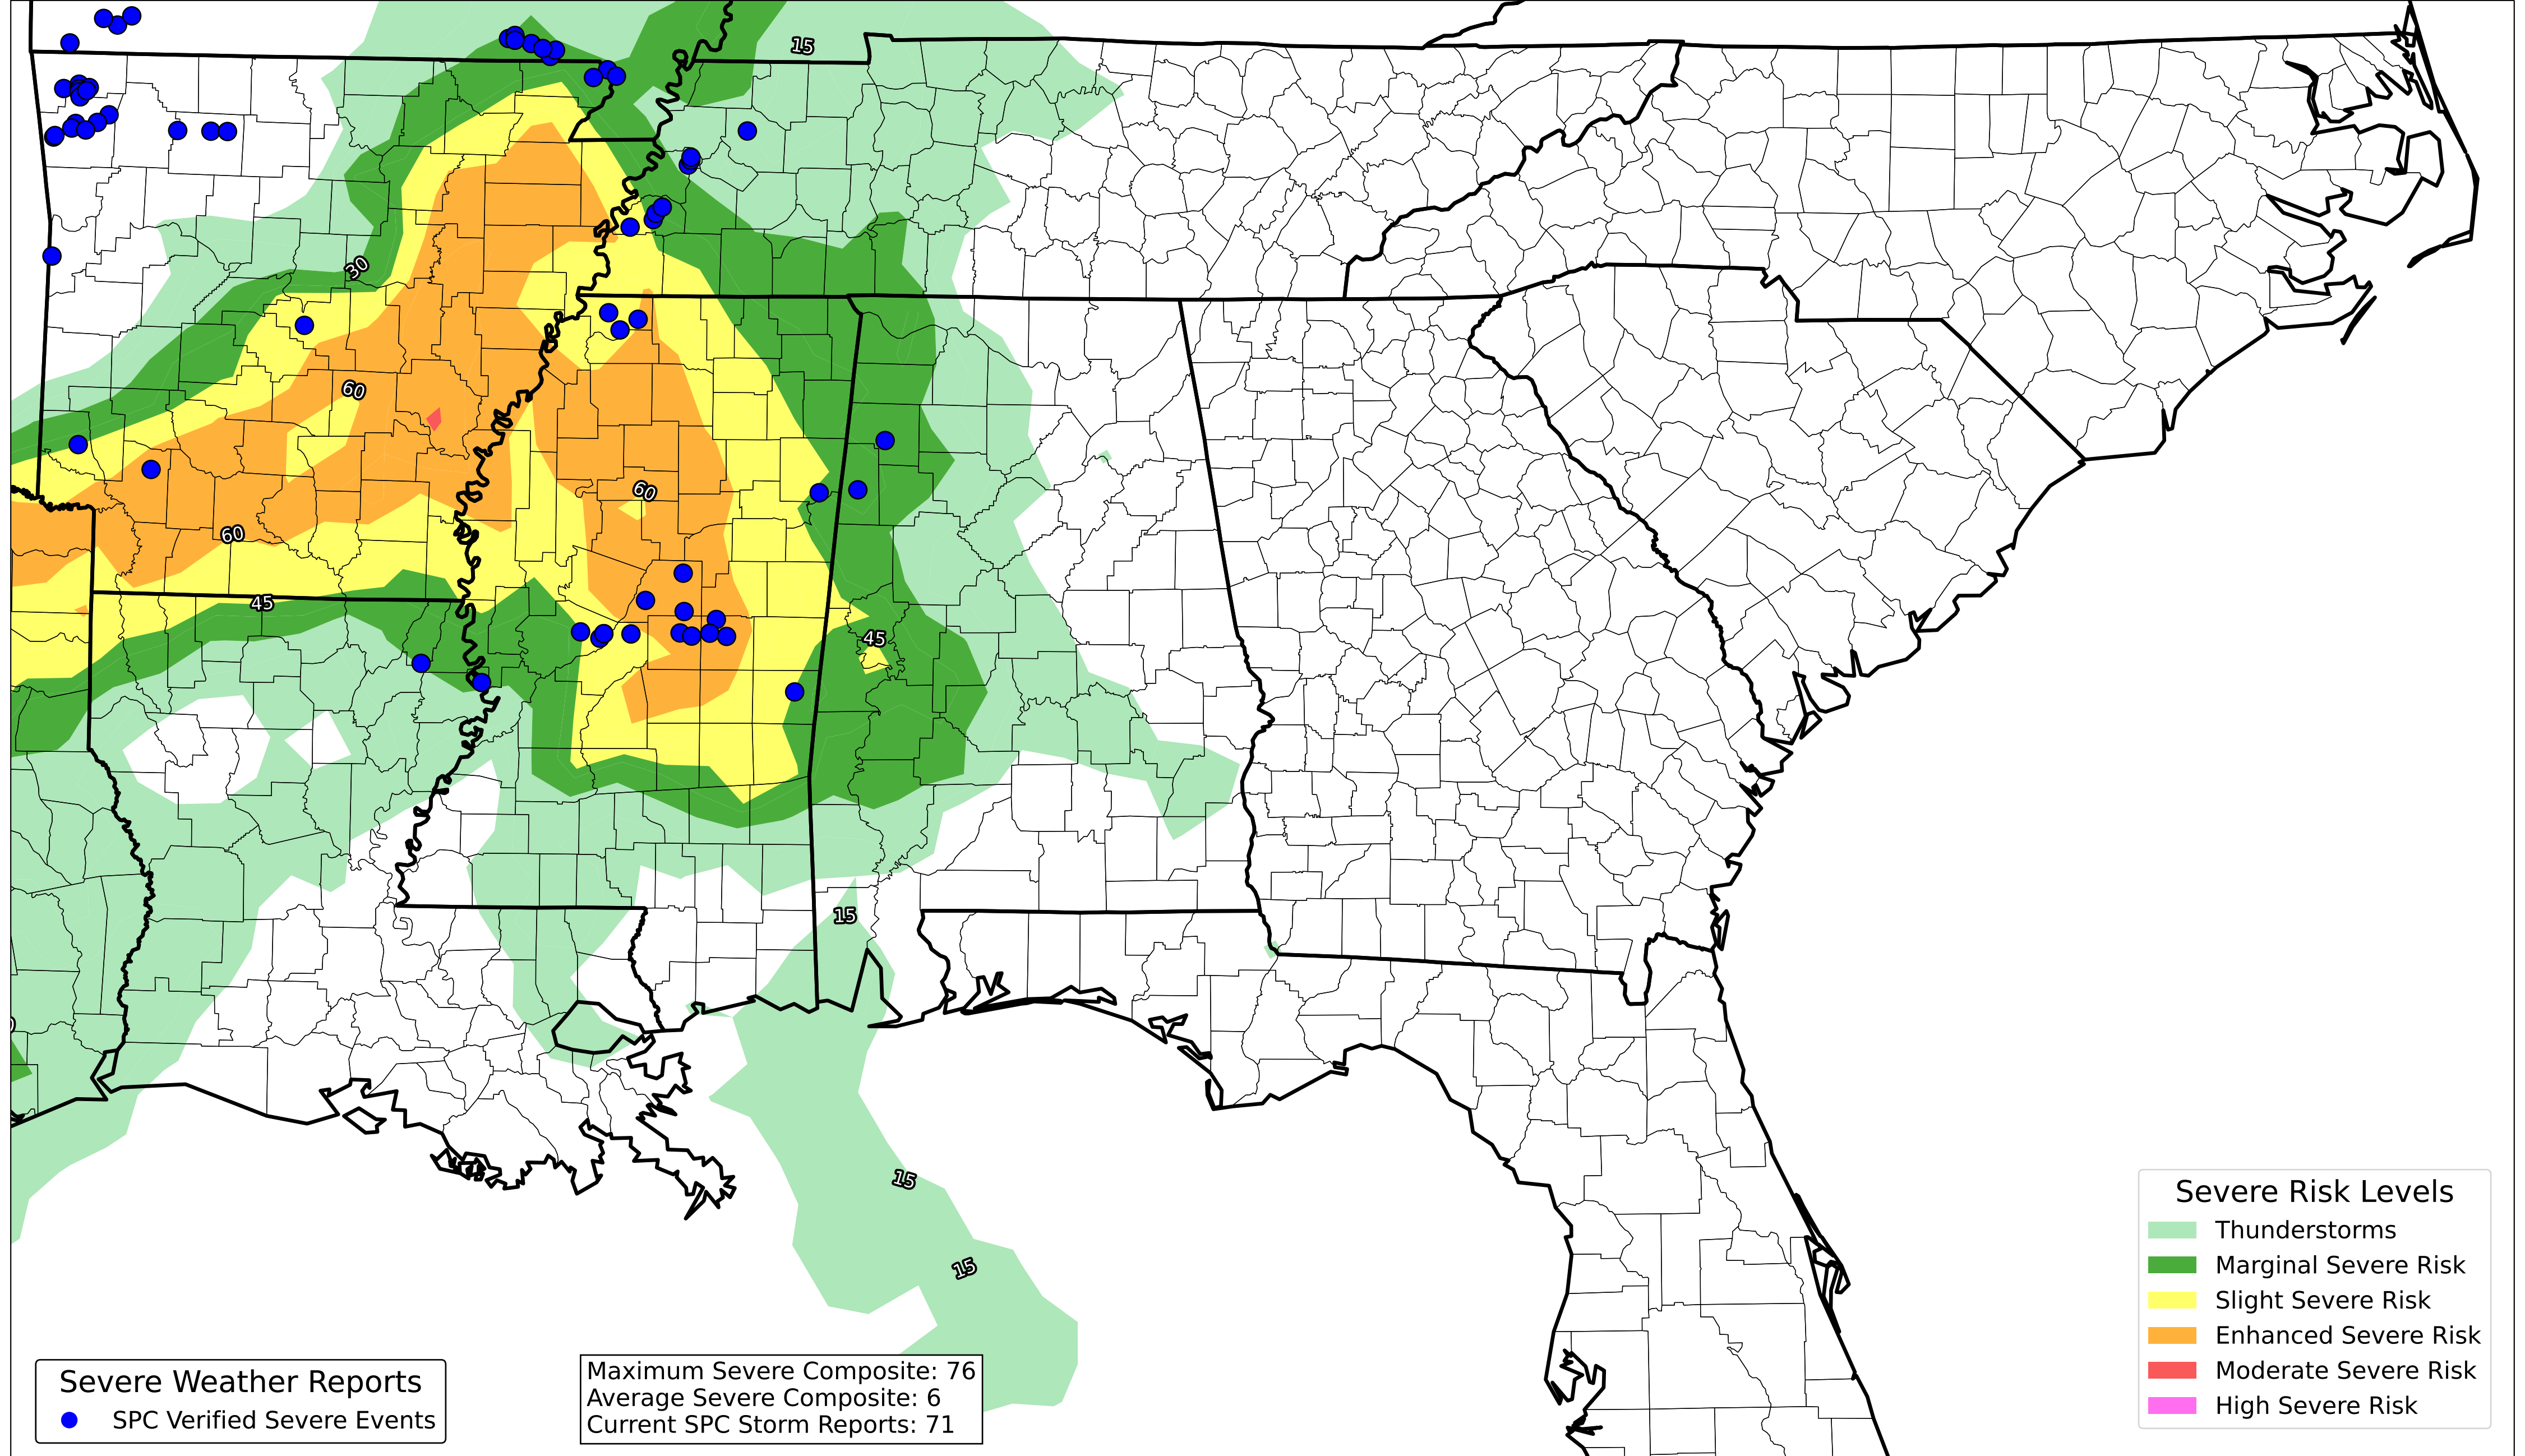 15
30
60
60
60
45
45
15
15
15
Severe Risk Levels
Thunderstorms
Marginal Severe Risk
Slight Severe Risk
Enhanced Severe Risk
Moderate Severe Risk
High Severe Risk
Severe Weather Reports
SPC Verified Severe Events
Maximum Severe Composite: 76
Average Severe Composite: 6
Current SPC Storm Reports: 71